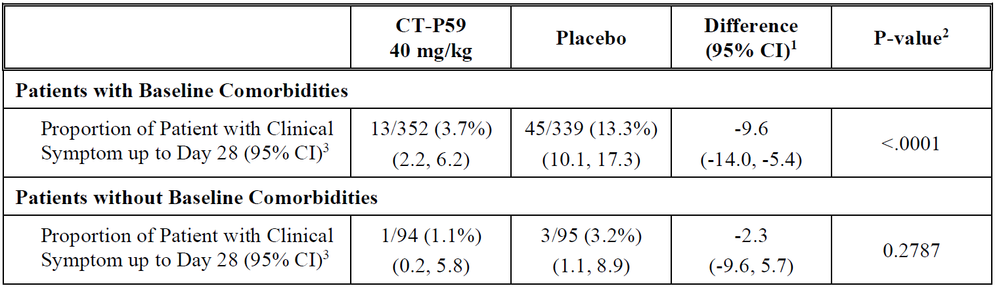 CT-P59
40 mg/kg
Placebo
Difference
(95% CI)¹
P-value²
Patients with Baseline Comorbidities
Proportion of Patient with Clinical
Symptom up to Day 28 (95% CI)³
13/352 (3.7%)
(2.2, 6.2)
45/339 (13.3%)
(10.1, 17.3)
-9.6
(-14.0, -5.4)
<.0001
Patients without Baseline Comorbidities
Proportion of Patient with Clinical
Symptom up to Day 28 (95% CI)³
1/94 (1.1%)
(0.2, 5.8)
3/95 (3.2%)
(1.1, 8.9)
-2.3
(-9.6, 5.7)
0.2787